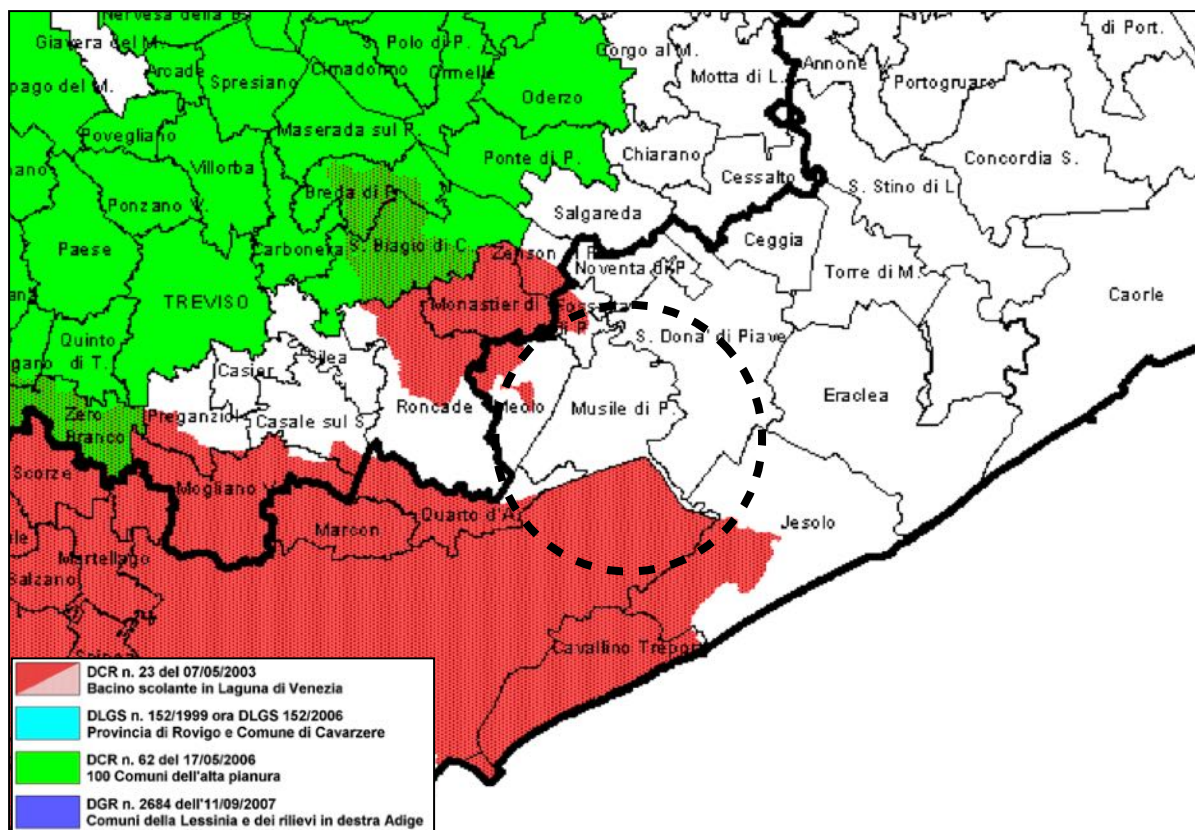 Nervesa della B.
di Port.
Giavera del M.
S. Polo di P.
Gorgo al M.
Annone V.
Arcade
Cimadolmo
Ormelle
Motta di L.
Portogruaro
Spresiano
pago del M.
Oderzo
Povegliano
Maserada sul P.
Villorba
Ponte di P.
Chiarano
Concordia S.
Cessalto
Breda di P.
S. Stino di L
Ponzano V.
Salgareda
Paese
Carbonera
S. Biagio di C.
Ceggia
Zenson
Noventa di P.
Torre di M.
TREVISO
Monastier di
Caorle
Quinto
di T.
S. Dona' di Piave
Silea
Casier
Eraclea
Zero
Branco
Preganziol
Casale sul S.
Roncade
Meolo
Musile di P.
Scorze
Mogliano V.
Marcon
Quarto d'A.
Jesolo
Martellago
Salzano
Cavallino Trepor
DCR n. 23 del 07/05/2003
Bacino scolante in Laguna di Venezia
DLGS n. 152/1999 ora DLGS 152/2006
Provincia di Rovigo e Comune di Cavarzere
DCR n. 62 del 17/05/2006
100 Comuni dell'alta pianura
DGR n. 2684 dell'11/09/2007
Comuni della Lessinia e dei rilievi in destra Adige